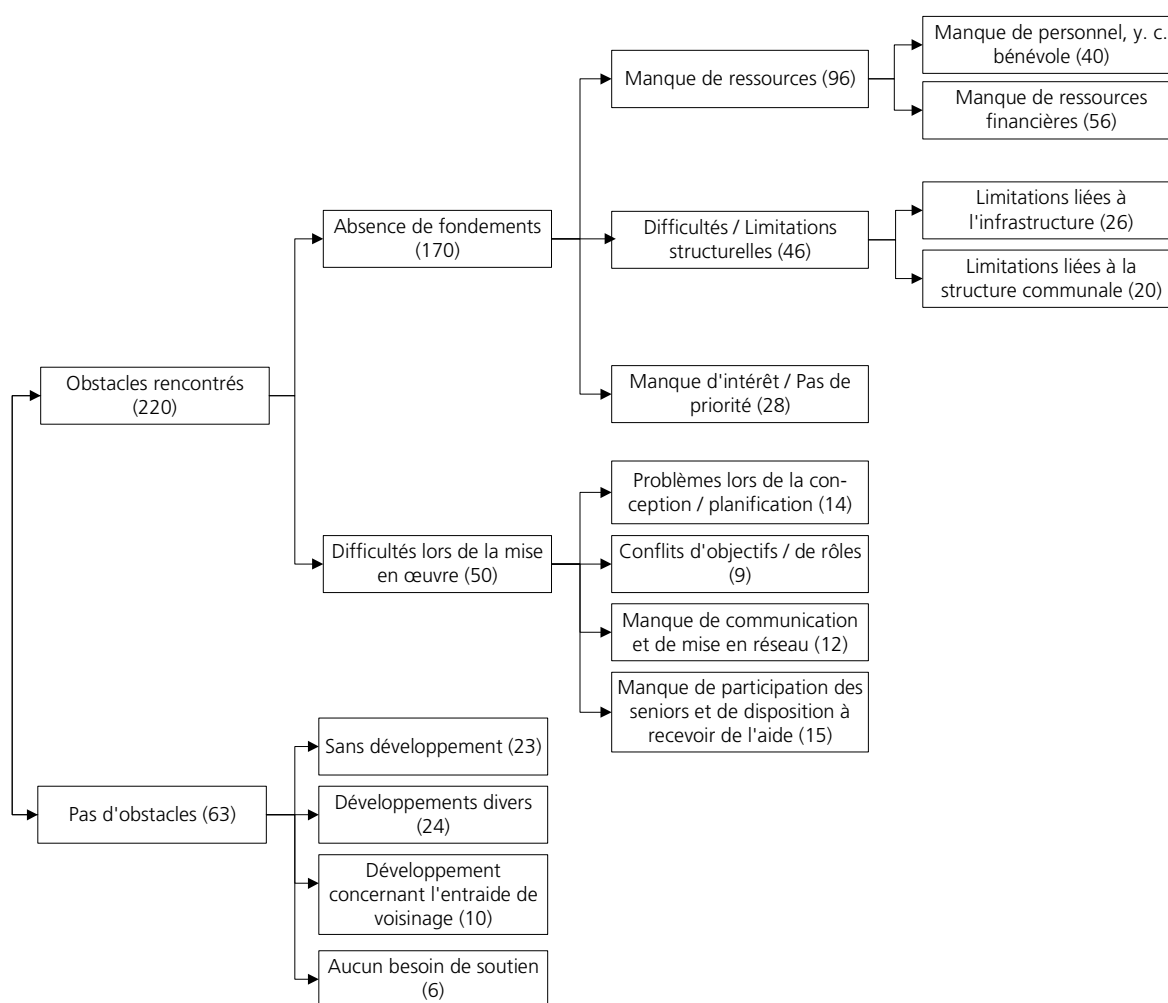 Manque de personnel, y. c.
bénévole (40)
Manque de ressources (96)
Manque de ressources
financières (56)
Absence de fondements
(170)
Difficultés / Limitations
structurelles (46)
Limitations liées à
l'infrastructure (26)
Limitations liées à la
structure communale (20)
Obstacles rencontrés
(220)
Manque d'intérêt / Pas de
priorité (28)
Problèmes lors de la con-
ception / planification (14)
Difficultés lors de la mise
en œuvre (50)
Conflits d'objectifs / de rôles
(9)
Manque de communication
et de mise en réseau (12)
Manque de participation des
seniors et de disposition à
recevoir de l'aide (15)
Pas d'obstacles (63)
Sans développement (23)
Développements divers
(24)
Développement
concernant l'entraide de
voisinage (10)
Aucun besoin de soutien
(6)